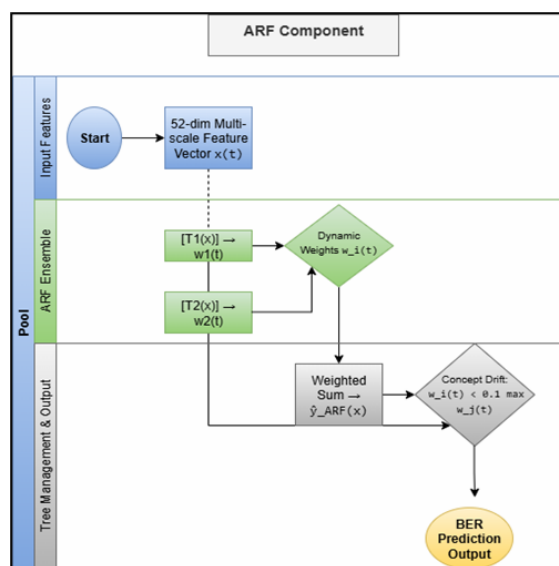 ARF Component
Pool
Input Features
Start
52-dim Multi-
scale Feature
Vector x(t)
ARF Ensemble
[T1(x)] →
w1(t)
Dynamic
Weights w_i(t)
[T2(x)] →
w2(t)
Tree Management & Output
Weighted
Sum →
ŷ_ARF(x)
Concept Drift:
w_i(t) < 0.1 max
w_j(t)
BER
Prediction
Output